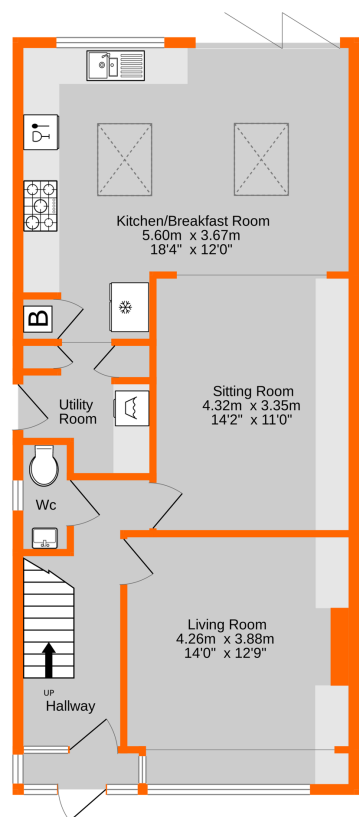 Kitchen/Breakfast Room
5.60m x 3.67m
18'4" x 12'0"
B
Sitting Room
4.32m x 3.35m
14'2" x 11'0"
Utility
Room
Wc
Living Room
4.26m x 3.88m
14'0" x 12'9"
UP
Hallway